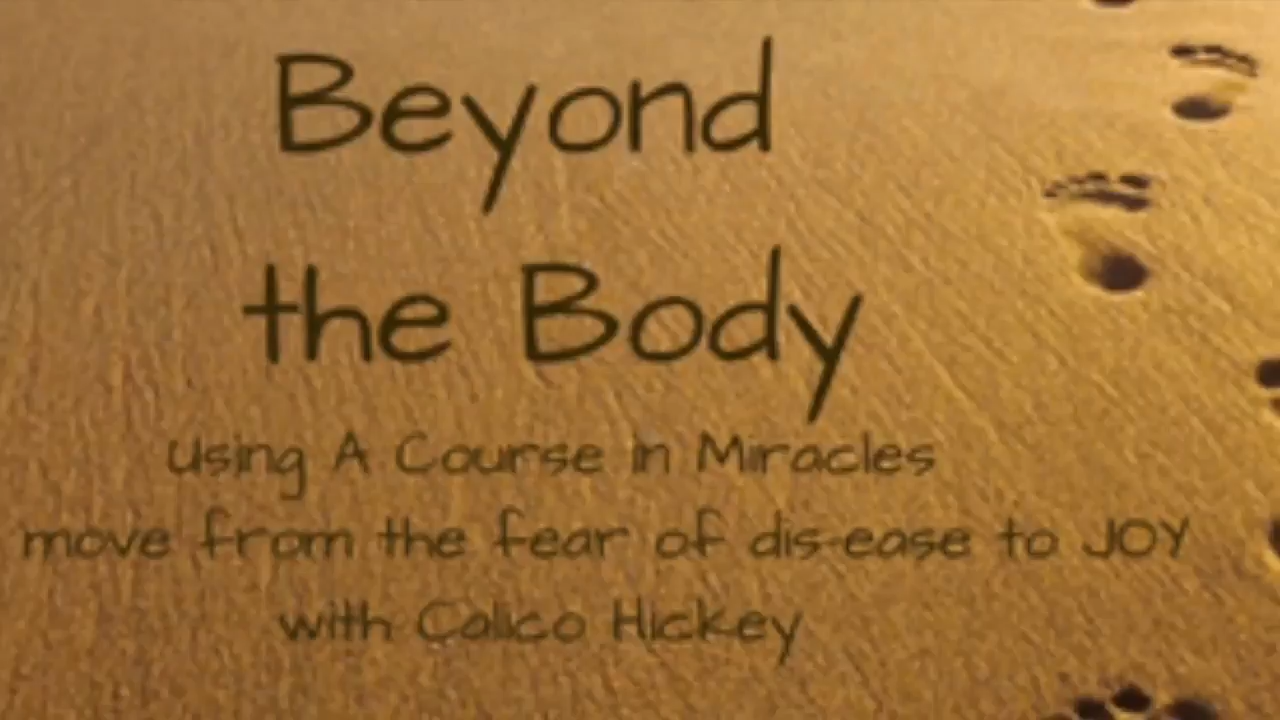 Beyond
the Body
using A Course in Miracles
move from the fear of dis-ease to JOY
with Calico Hickey